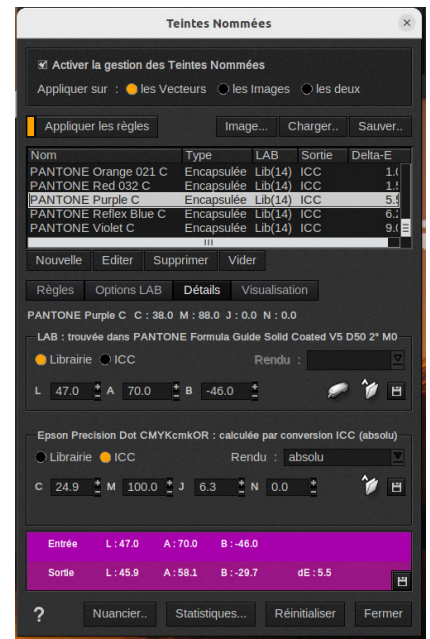 Teintes Nommées
Activer la gestion des Teintes Nommées
Appliquer sur : les Vecteurs les Images les deux
Appliquer les règles Image... Charger.. Sauver..
Nom Type LAB Sortie Delta-E
PANTONE Orange 021 C Encapsulée Lib(14) ICC
PANTONE Red 032 C Encapsulée Lib(14) ICC
PANTONE Purple C Encapsulée Lib(14) ICC
PANTONE Reflex Blue C Encapsulée Lib(14) ICC
PANTONE Violet C Encapsulée Lib(14) ICC
Nouvelle Editer Supprimer Vider
Règles Options LAB Détails Visualisation
PANTONE Purple C C : 38.0 M : 88.0 J : 0.0 N : 0.0
LAB : trouvée dans PANTONE Formula Guide Solid Coated V5 D50 2° M0
Librairie ICC Rendu :
L 47.0 A 70.0 B -46.0
Epson Precision Dot CMYKcmkOR : calculée par conversion ICC (absolu)
Librairie ICC Rendu : absolu
C 24.9 M 100.0 J 6.3 N 0.0
Entrée L : 47.0 A : 70.0 B : -46.0
Sortie L : 45.9 A : 58.1 B : -29.7 dE : 5.5
? Nuancier.. Statistiques... Réinitialiser Fermer